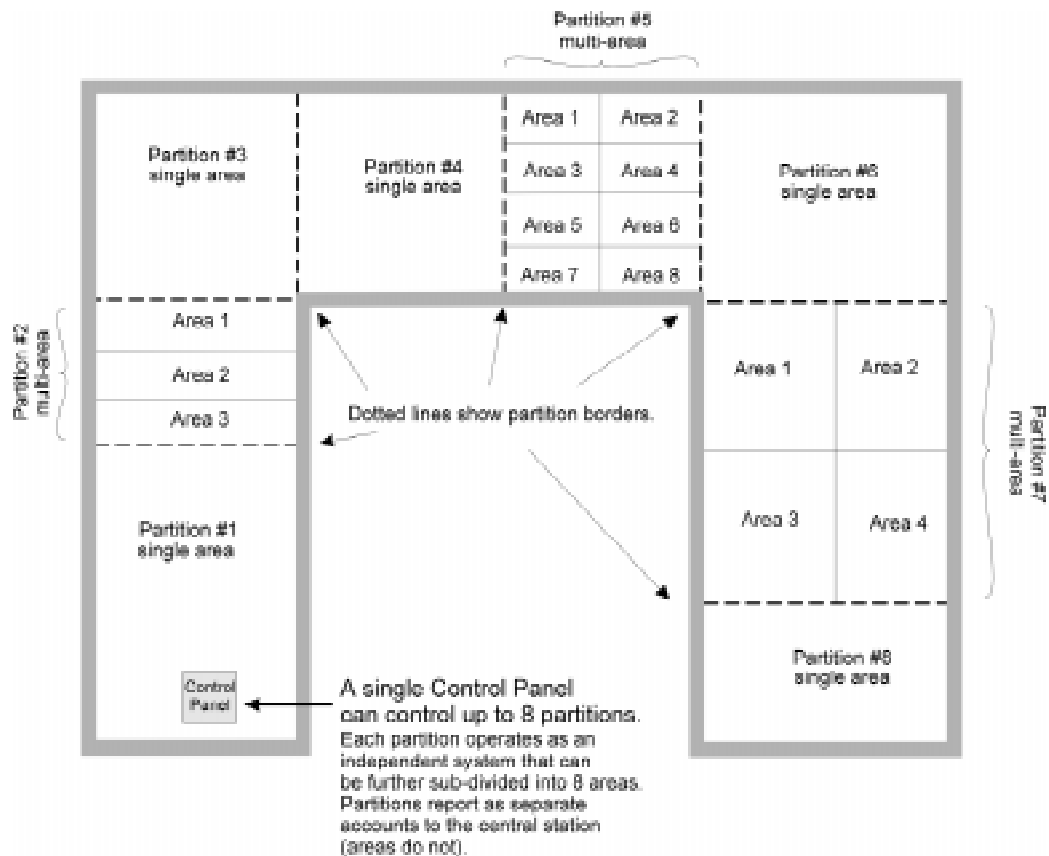 Partition #5
multi-area
Partition #3
single area
Partition #4
single area
Area 1
Area 2
Area 3
Area 4
Area 5
Area 6
Area 7
Area 8
Partition #6
single area
Partition #2
multi-area
Area 1
Area 2
Area 3
Dotted lines show partition borders.
Area 1
Area 2
Area 3
Area 4
Partition #7
multi-area
Partition #1
single area
Partition #8
single area
Control
Panel
A single Control Panel
can control up to 8 partitions.
Each partition operates as an
independent system that can
be further sub-divided into 8 areas.
Partitions report as separate
accounts to the central station
(areas do not).